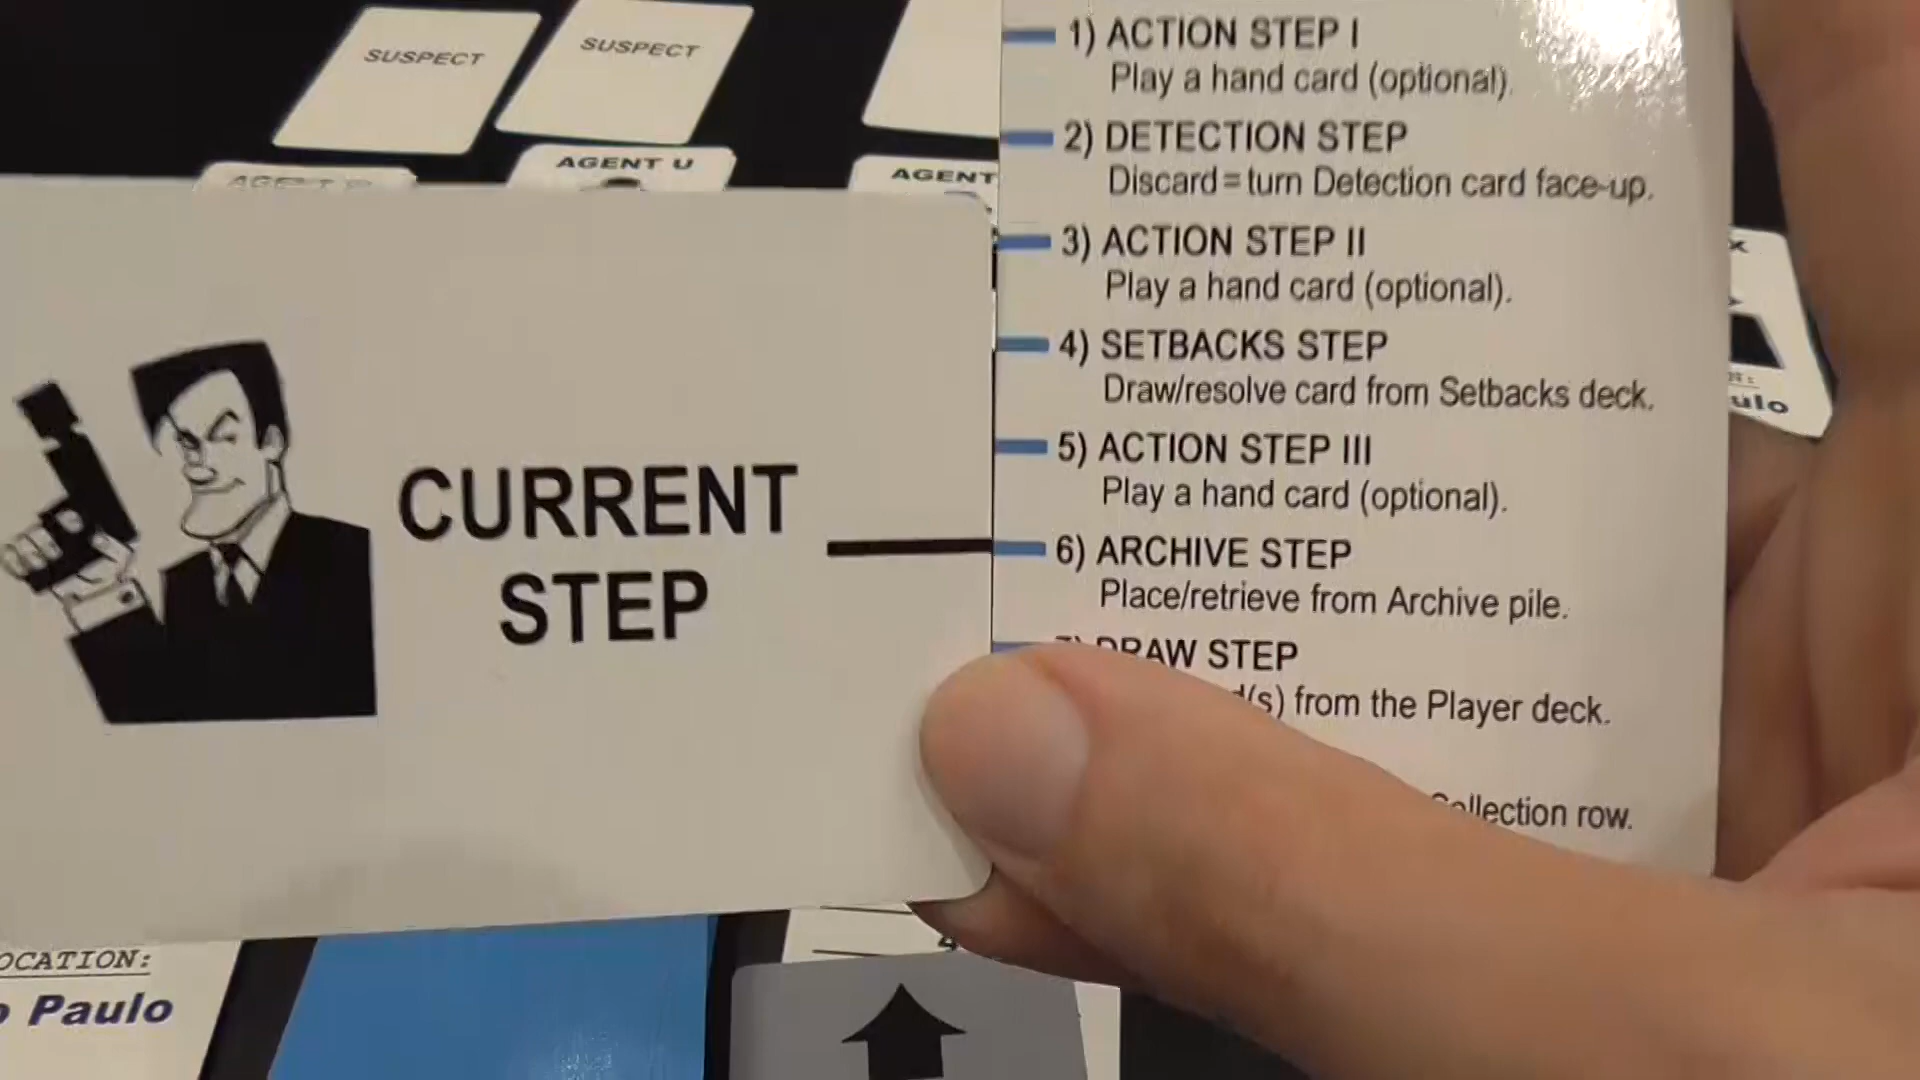 SUSPECT
SUSPECT
AGENT U
AGENT
1) ACTION STEP I
Play a hand card (optional).
2) DETECTION STEP
Discard = turn Detection card face-up.
3) ACTION STEP II
Play a hand card (optional).
4) SETBACKS STEP
Draw/resolve card from Setbacks deck.
5) ACTION STEP III
Play a hand card (optional).
6) ARCHIVE STEP
Place/retrieve from Archive pile.
DRAW STEP
from the Player deck.
row.
CURRENT
STEP
OCATION:
o Paulo
ulo
4